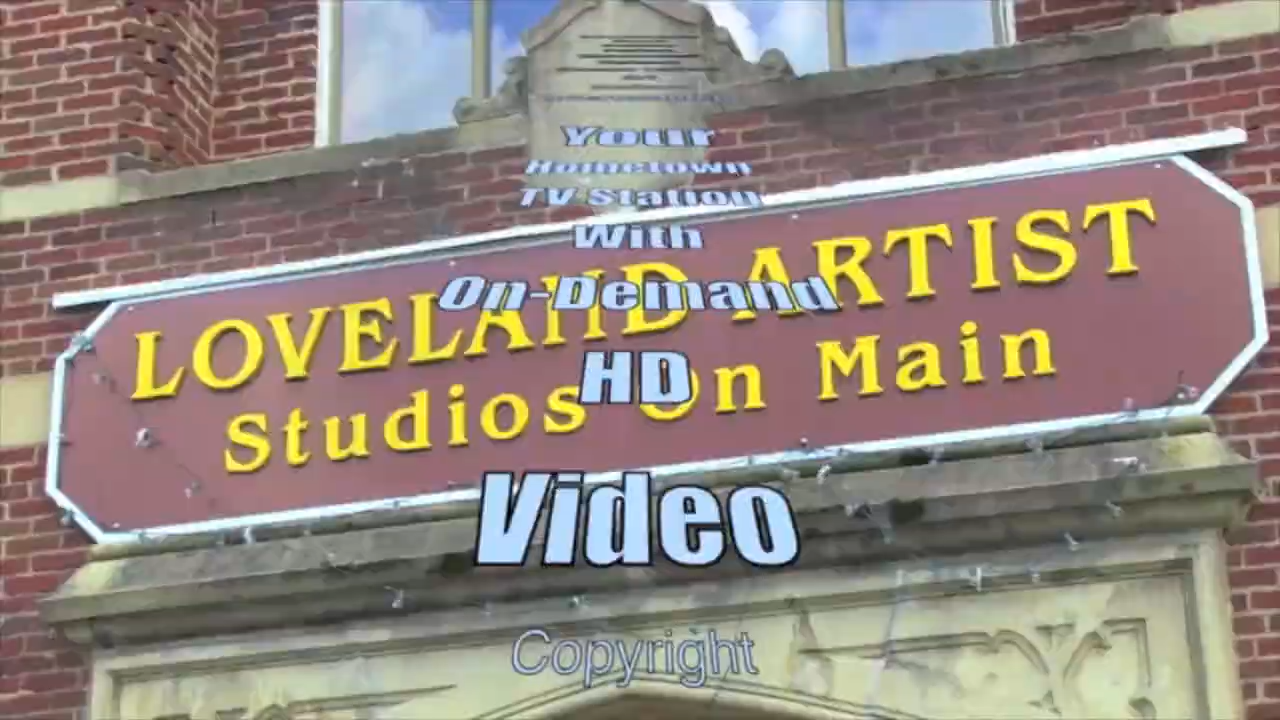 Your
Hometown
TV Station
With
On-Demand
HD
Video
Copyright
LOVELAND ARTIST
Studios On Main